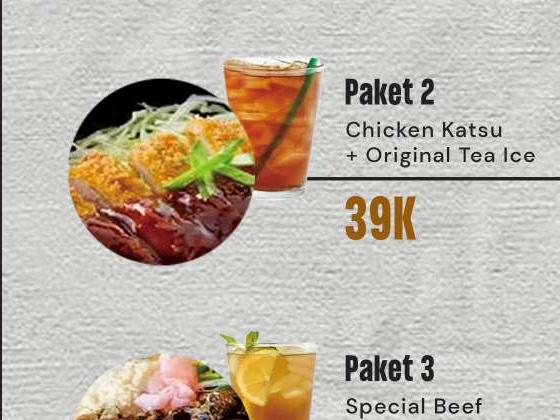 Paket 2
Chicken Katsu
+ Original Tea Ice
39K
Paket 3
Special Beef